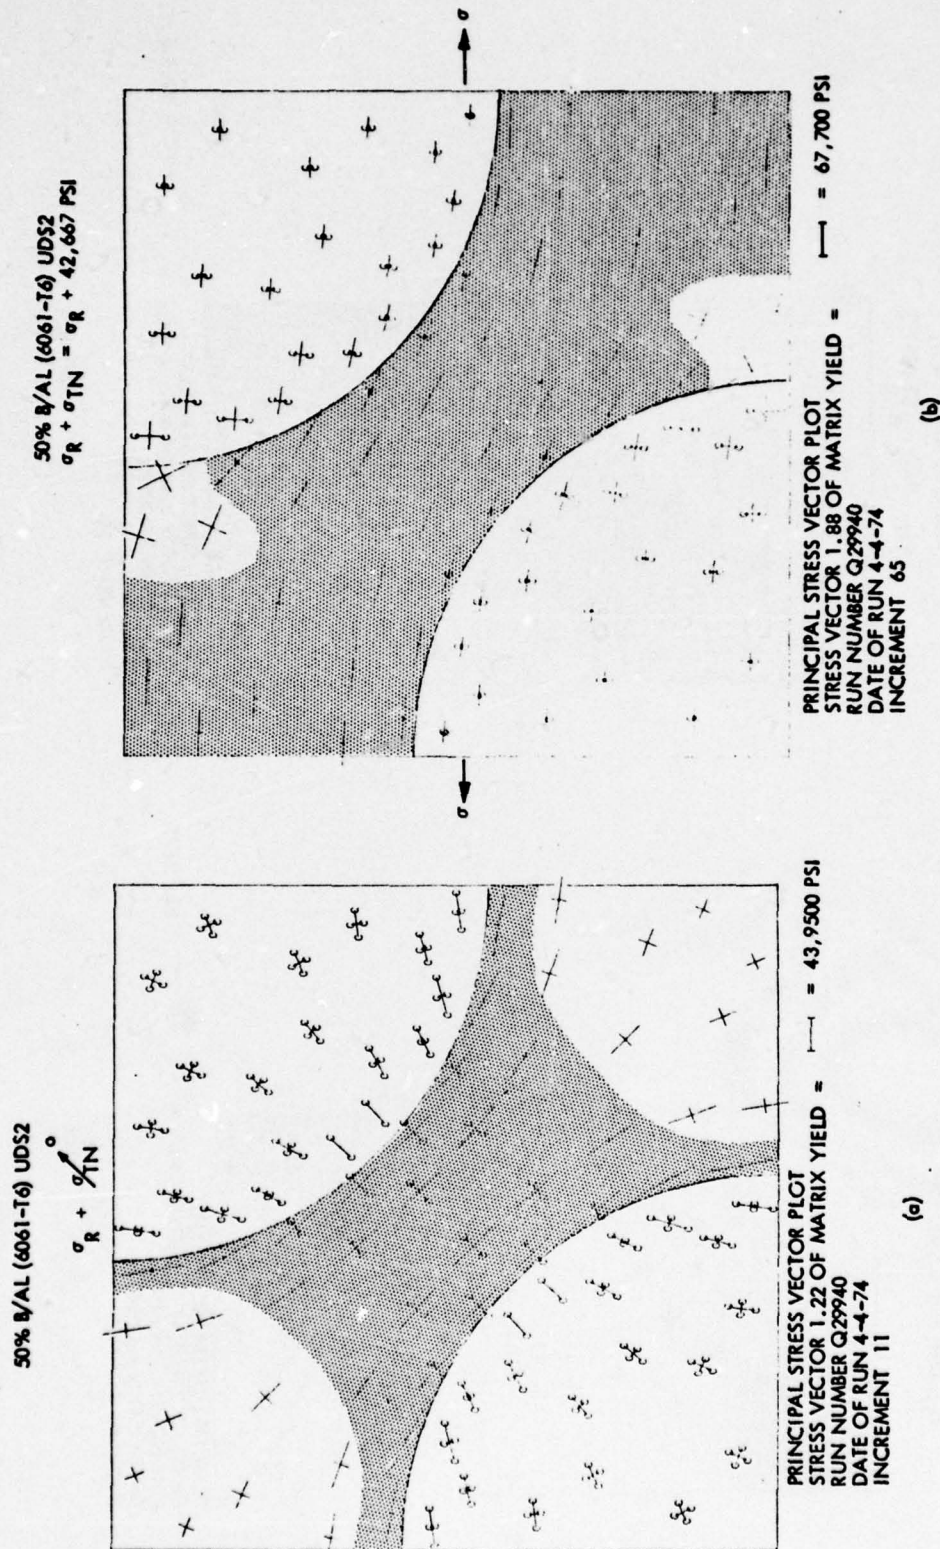 50% B/AL (6061-T6) UDS2
σR + σTN 0
PRINCIPAL STRESS VECTOR PLOT
STRESS VECTOR 1.22 OF MATRIX YIELD = = 43,9500 PSI
RUN NUMBER Q29940
DATE OF RUN 4-4-74
INCREMENT 11
(a)
50% B/AL (6061-T6) UDS2
σR + σTN = σR + 42,667 PSI
σ
σ
PRINCIPAL STRESS VECTOR PLOT
STRESS VECTOR 1.88 OF MATRIX YIELD = = 67,700 PSI
RUN NUMBER Q29940
DATE OF RUN 4-4-74
INCREMENT 65
(b)